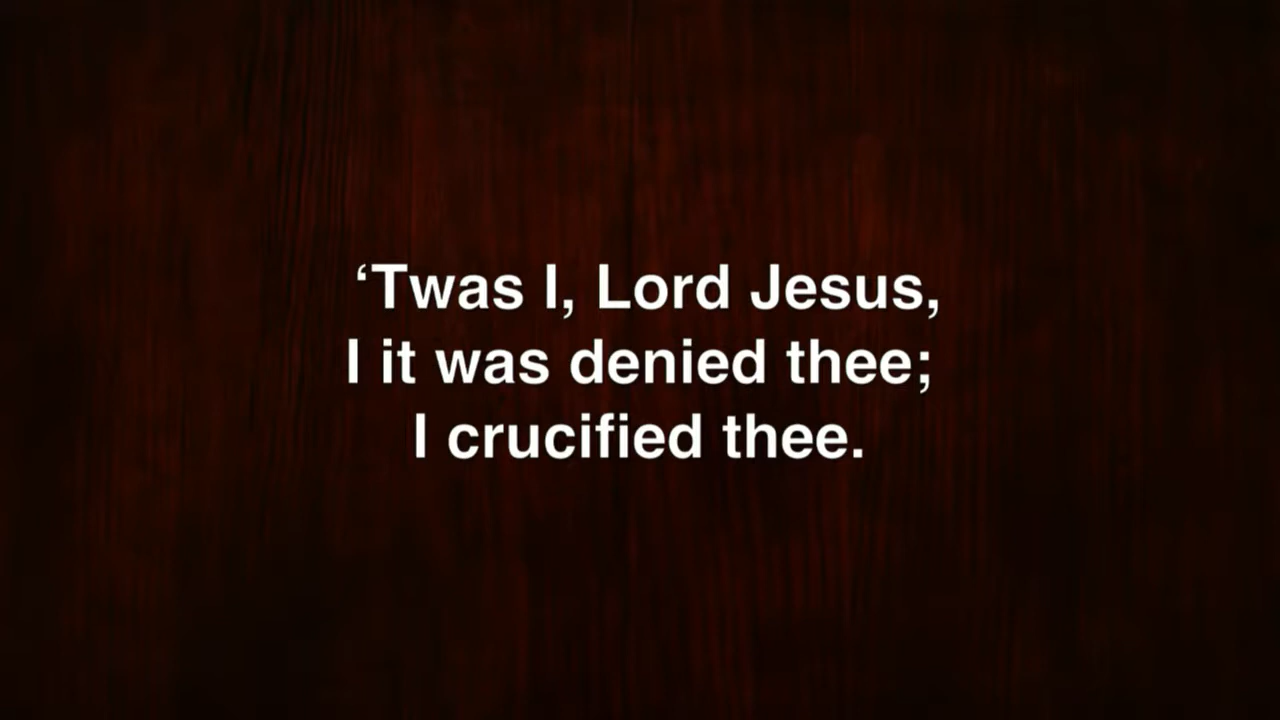 ‘Twas I, Lord Jesus,
I it was denied thee;
I crucified thee.